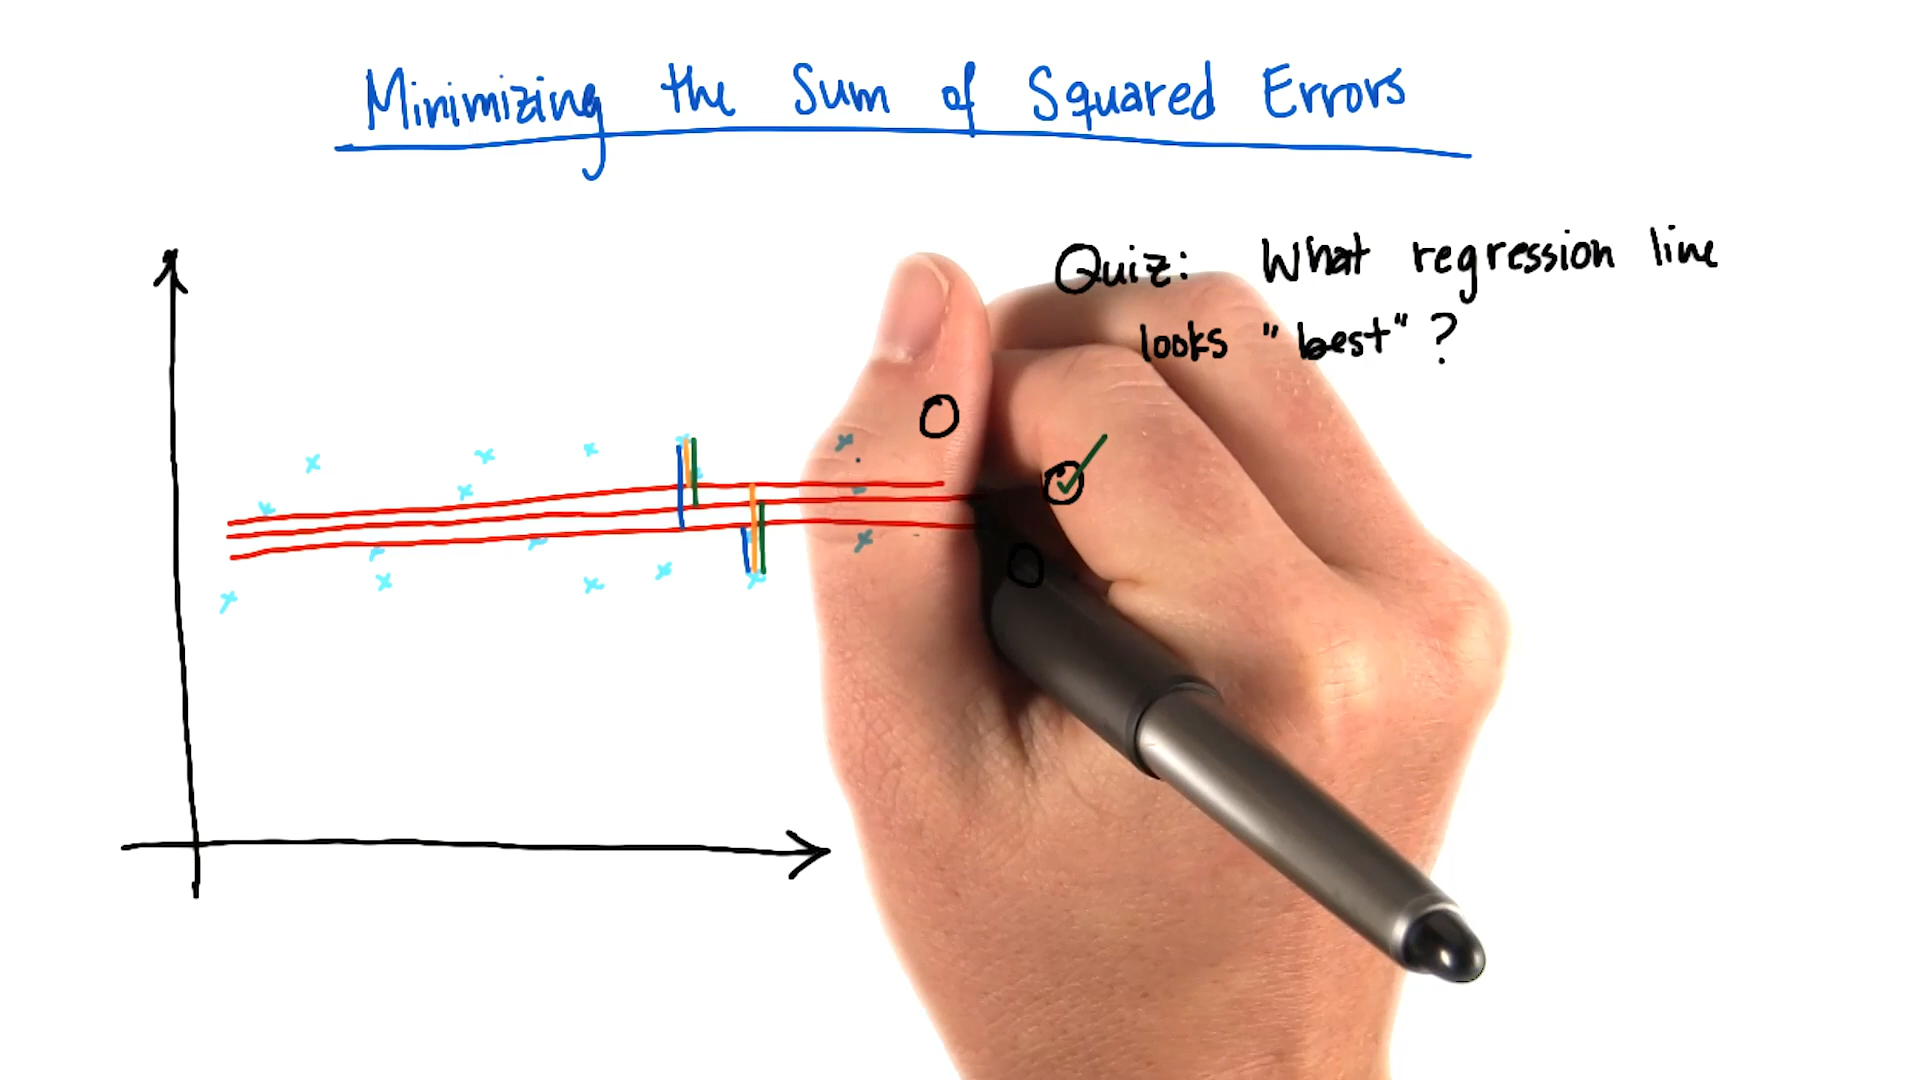 Minimizing the Sum of Squared Errors
Quiz: What regression line
looks "best"?